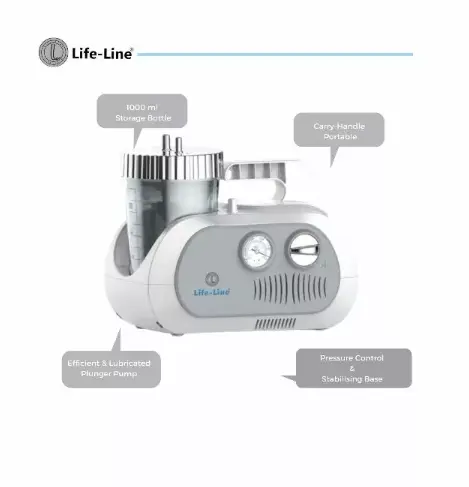 Life-Line®
1000 ml
Storage Bottle
Carry Handle
Portable
Life-Line®
Efficient & Lubricated
Plunger Pump
Pressure Control
&
Stabilising Base